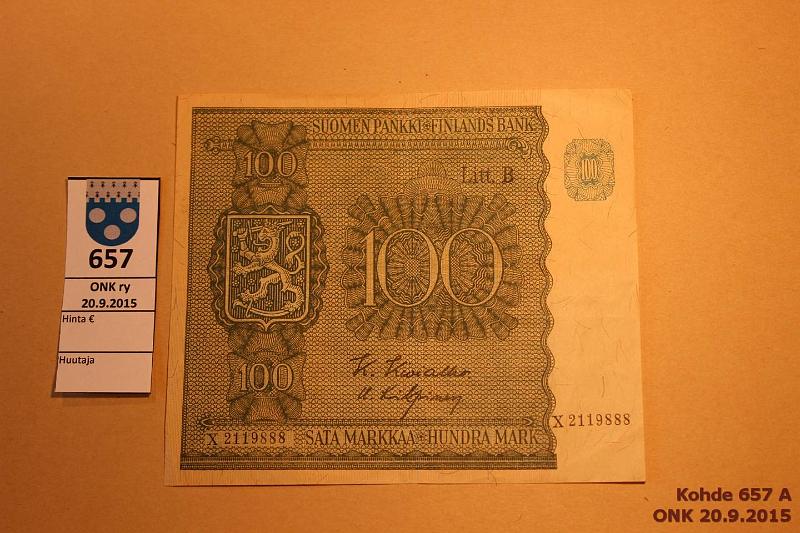 657
ONK ry
20.9.2015
Hinta €
Huutaja
SUOMEN PANKKI FINLANDS BANK
100
Litt. B
100
100
100
X 2119888
X 2119888
SATA MARKKAA HUNDRA MARK
Kohde 657 A
ONK 20.9.2015